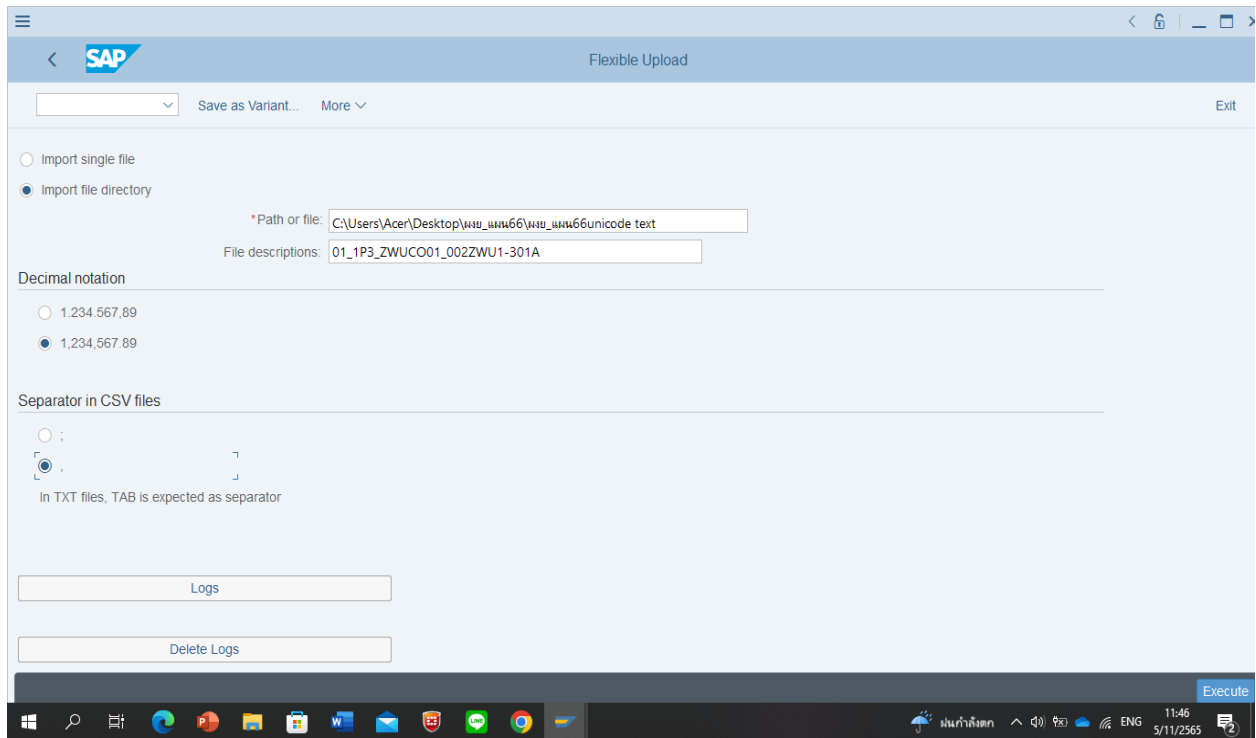 SAP
Flexible Upload
Save as Variant... More
Exit
Import single file
Import file directory
*Path or file: C:\Users\Acer\Desktop\ผงย_แผน66\ผงย_แผน66unicode text
File descriptions: 01_1P3_ZWUCO01_002ZWU1-301A
Decimal notation
1.234.567,89
1,234,567.89
Separator in CSV files
;
,
In TXT files, TAB is expected as separator
Logs
Delete Logs
Execute
ฝนกำลังตก ENG 11:46
5/11/2565
2